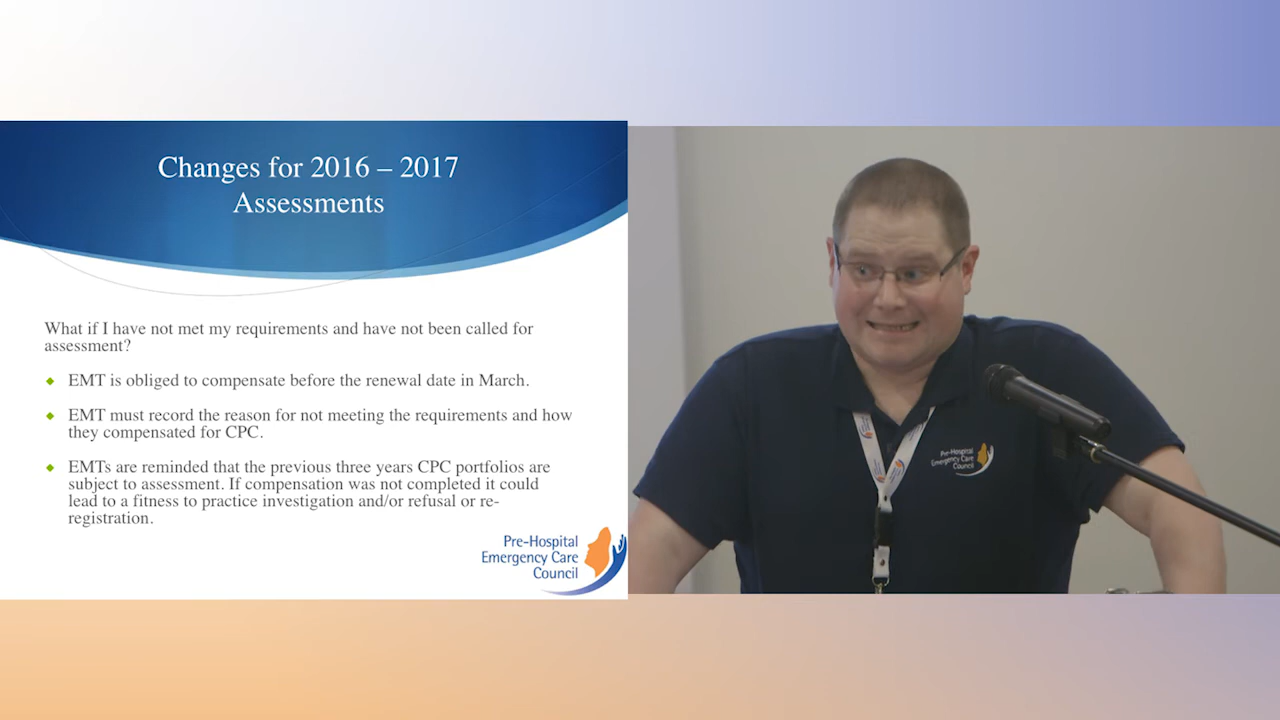 Changes for 2016 – 2017
Assessments
What if I have not met my requirements and have not been called for
assessment?
EMT is obliged to compensate before the renewal date in March.
EMT must record the reason for not meeting the requirements and how
they compensated for CPC.
EMTs are reminded that the previous three years CPC portfolios are
subject to assessment. If compensation was not completed it could
lead to a fitness to practice investigation and/or refusal or re-
registration.
Pre-Hospital
Emergency Care
Council
Pre-Hospital
Emergency Care
Council